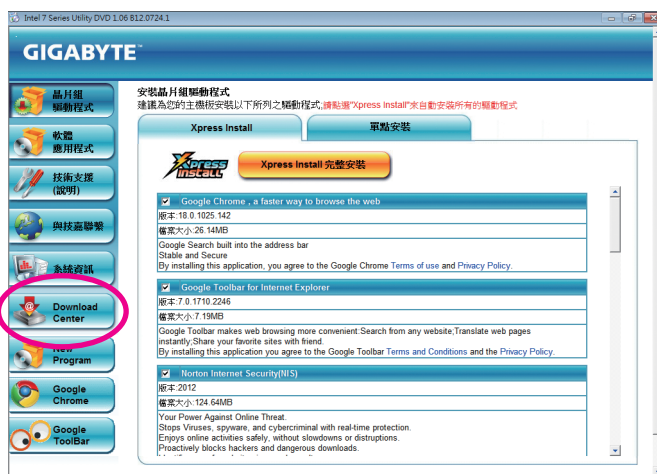 Intel 7 Series Utility DVD 1.06 B12.0724.1
GIGABYTE™
晶片組
驅動程式
軟體
應用程式
技術支援
(說明)
與技嘉聯繫
系統資訊
Download
Center
New
Program
Google
Chrome
Google
ToolBar
安裝晶片組驅動程式
建議為您的主機板安裝以下所列之驅動程式;請點選"Xpress Install"來自動安裝所有的驅動程式
Xpress Install
單點安裝
Xpress
Install
Xpress Install 完整安裝
Google Chrome , a faster way to browse the web
版本:18.0.1025.142
檔案大小:26.14MB
Google Search built into the address bar
Stable and Secure
By installing this application, you agree to the Google Chrome Terms of use and Privacy Policy.
Google Toolbar for Internet Explorer
版本:7.0.1710.2246
檔案大小:7.19MB
Google Toolbar makes web browsing more convenient:Search from any website;Translate web pages
instantly;Share your favorite sites with friend.
By installing this application you agree to the Google Toolbar Terms and Conditions and the Privacy Policy.
Norton Internet Security(NIS)
版本:2012
檔案大小:124.64MB
Your Power Against Online Threat.
Stops Viruses, spyware, and cybercriminal with real-time protection.
Enjoys online activities safely, without slowdowns or distruptions.
Proactively blocks hackers and dangerous downloads.